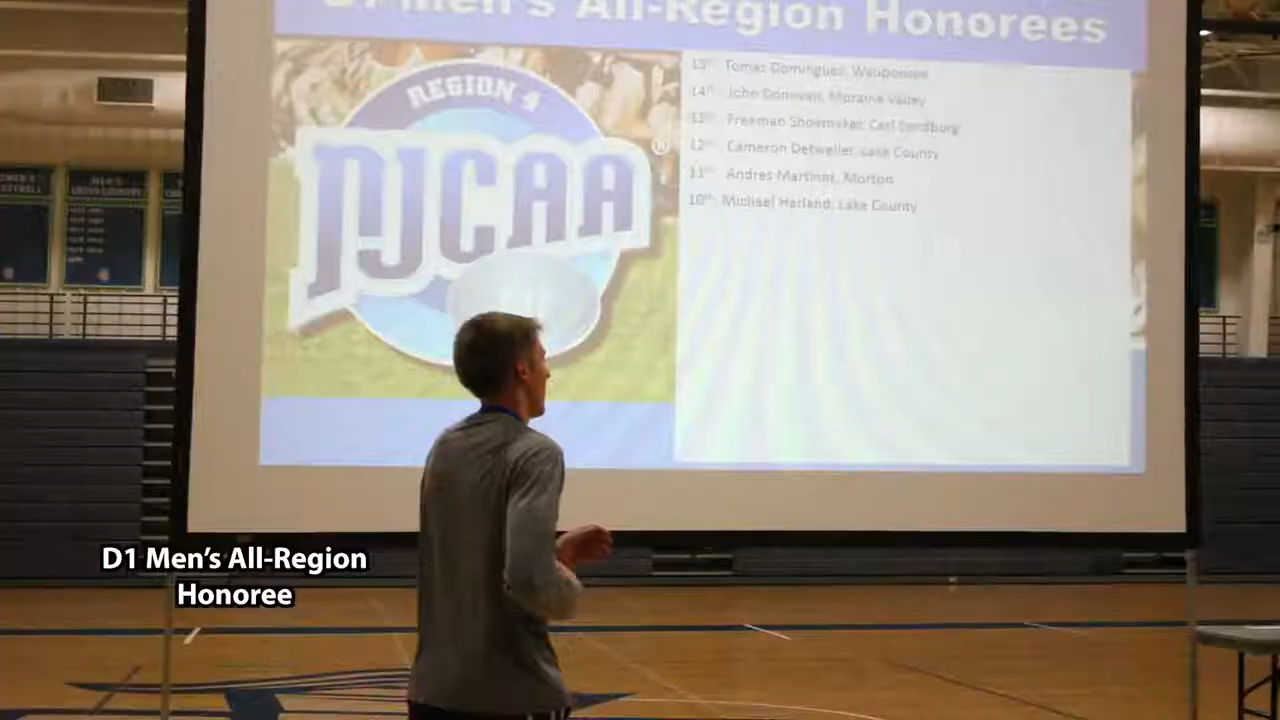 Men's All-Region Honorees
REGION 4
NJCAA
®
15th Tomas Dominguez, Waubonsee
14th John Donovan, Moraine Valley
13th Freeman Shoemaker, Carl Sandburg
12th Cameron Detweiler, Lake County
11th Andres Martinez, Morton
10th Michael Harland, Lake County
MEN'S
D1 Men's All-Region
Honoree